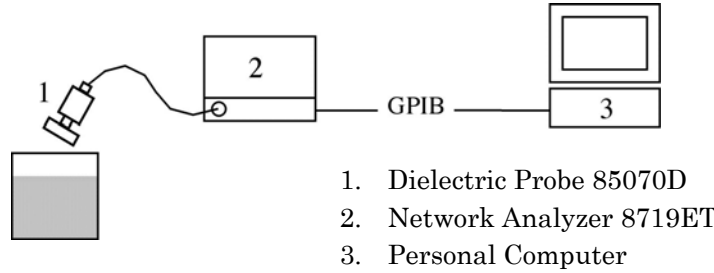 1
2
GPIB
3
1. Dielectric Probe 85070D
2. Network Analyzer 8719ET
3. Personal Computer